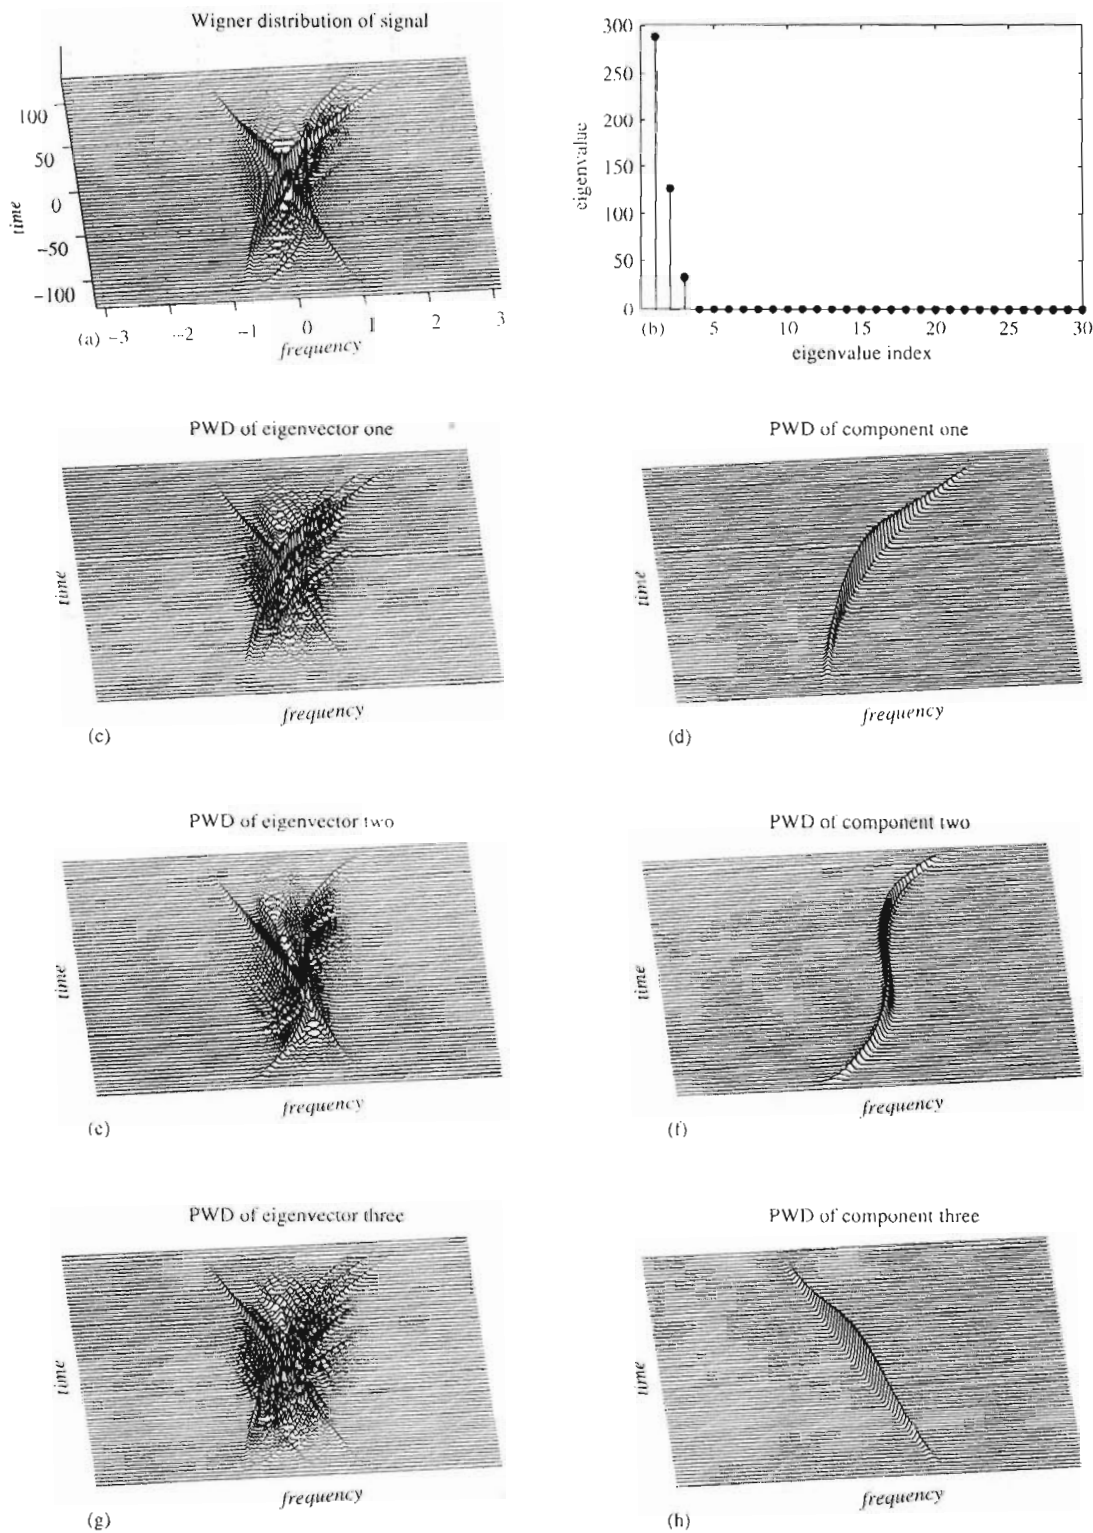 Wigner distribution of signal
100
50
0
-50
-100
time
(a) -3 -2 -1 0 1 2 3
frequency
300
250
200
150
100
50
0
eigenvalue
(b) 5 10 15 20 25 30
eigenvalue index
PWD of eigenvector one
time
frequency
(c)
PWD of component one
time
frequency
(d)
PWD of eigenvector two
time
frequency
(e)
PWD of component two
time
frequency
(f)
PWD of eigenvector three
time
frequency
(g)
PWD of component three
time
frequency
(h)